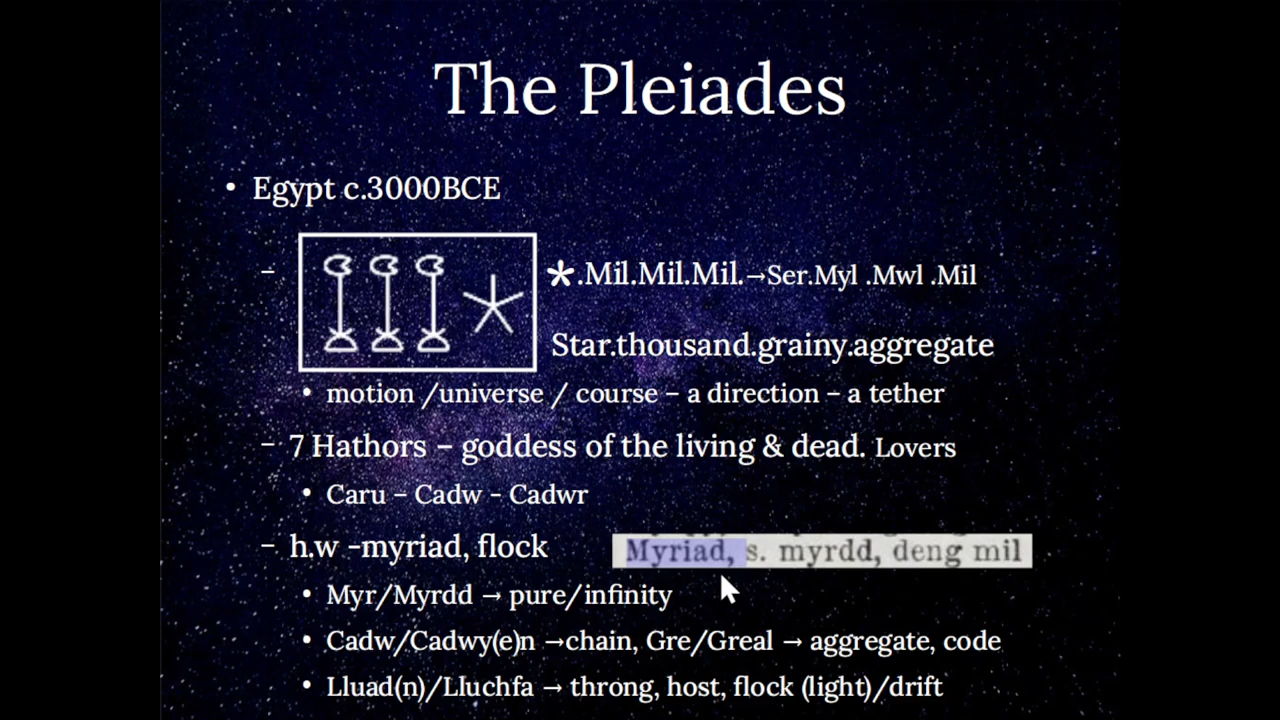 The Pleiades
• Egypt c.3000BCE
– *.Mil.Mil.Mil.→Ser.Myl .Mwl .Mil
Star.thousand.grainy.aggregate
• motion /universe / course – a direction – a tether
– 7 Hathors – goddess of the living & dead. Lovers
• Caru – Cadw - Cadwr
– h.w -myriad, flock
Myriad, s. myrdd, deng mil
• Myr/Myrdd → pure/infinity
• Cadw/Cadwy(e)n →chain, Gre/Greal → aggregate, code
• Lluad(n)/Lluchfa → throng, host, flock (light)/drift